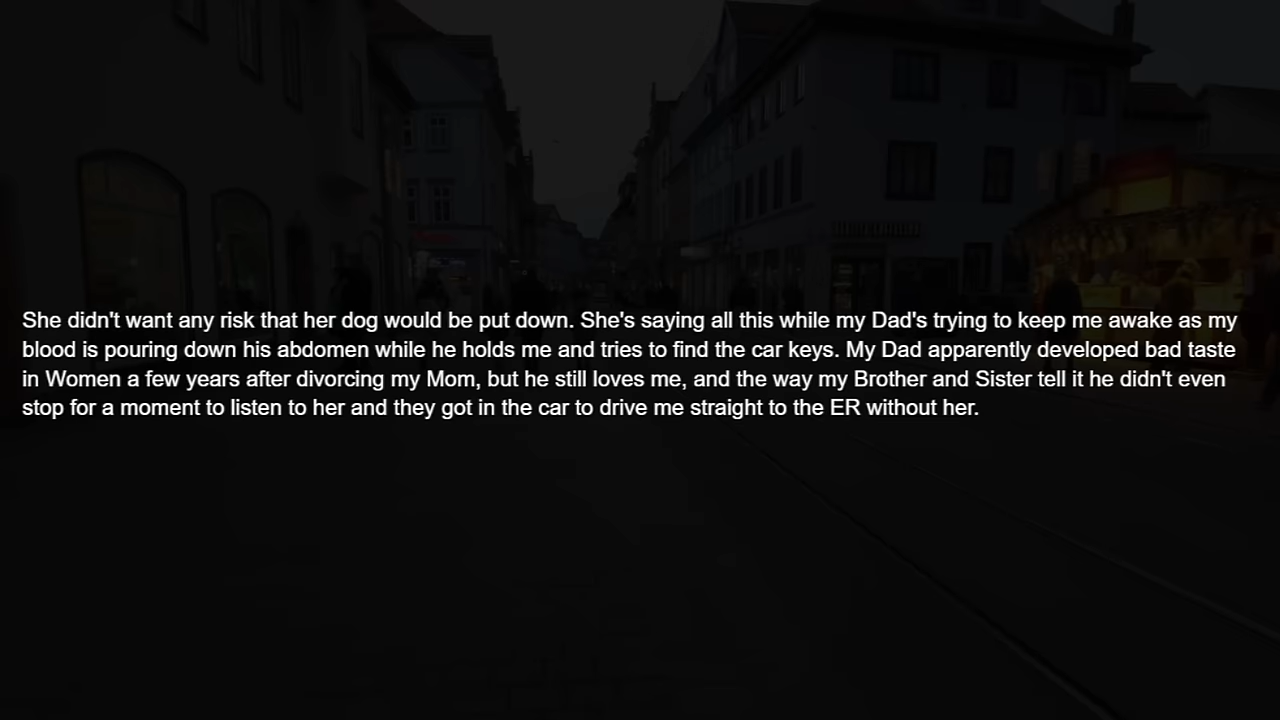 She didn't want any risk that her dog would be put down. She's saying all this while my Dad's trying to keep me awake as my
blood is pouring down his abdomen while he holds me and tries to find the car keys. My Dad apparently developed bad taste
in Women a few years after divorcing my Mom, but he still loves me, and the way my Brother and Sister tell it he didn't even
stop for a moment to listen to her and they got in the car to drive me straight to the ER without her.